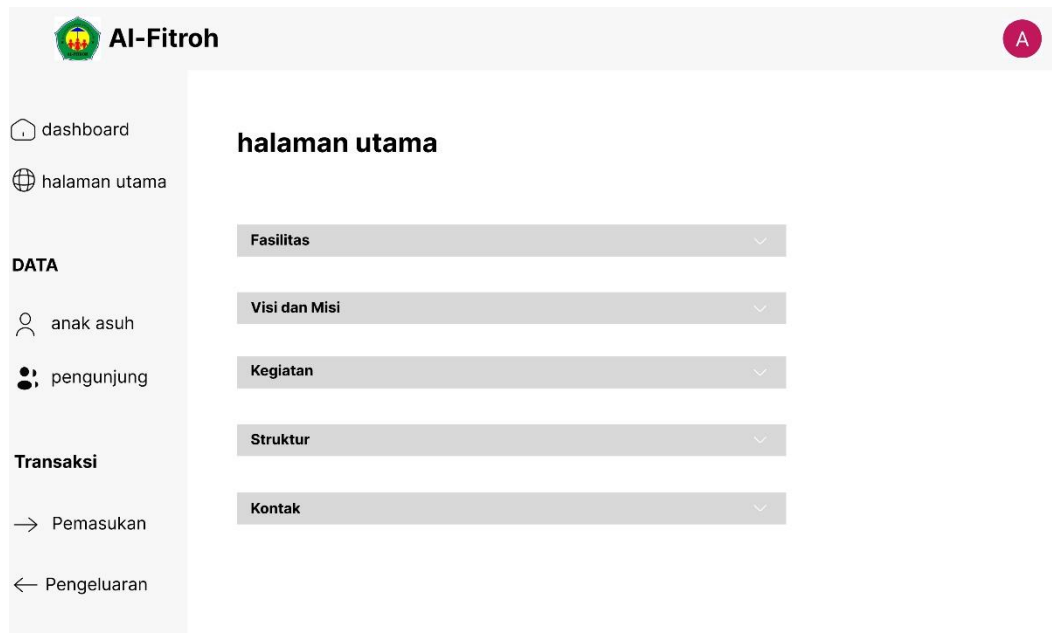 Al-Fitroh
A
dashboard
halaman utama
DATA
anak asuh
pengunjung
Transaksi
Pemasukan
Pengeluaran
halaman utama
Fasilitas
Visi dan Misi
Kegiatan
Struktur
Kontak